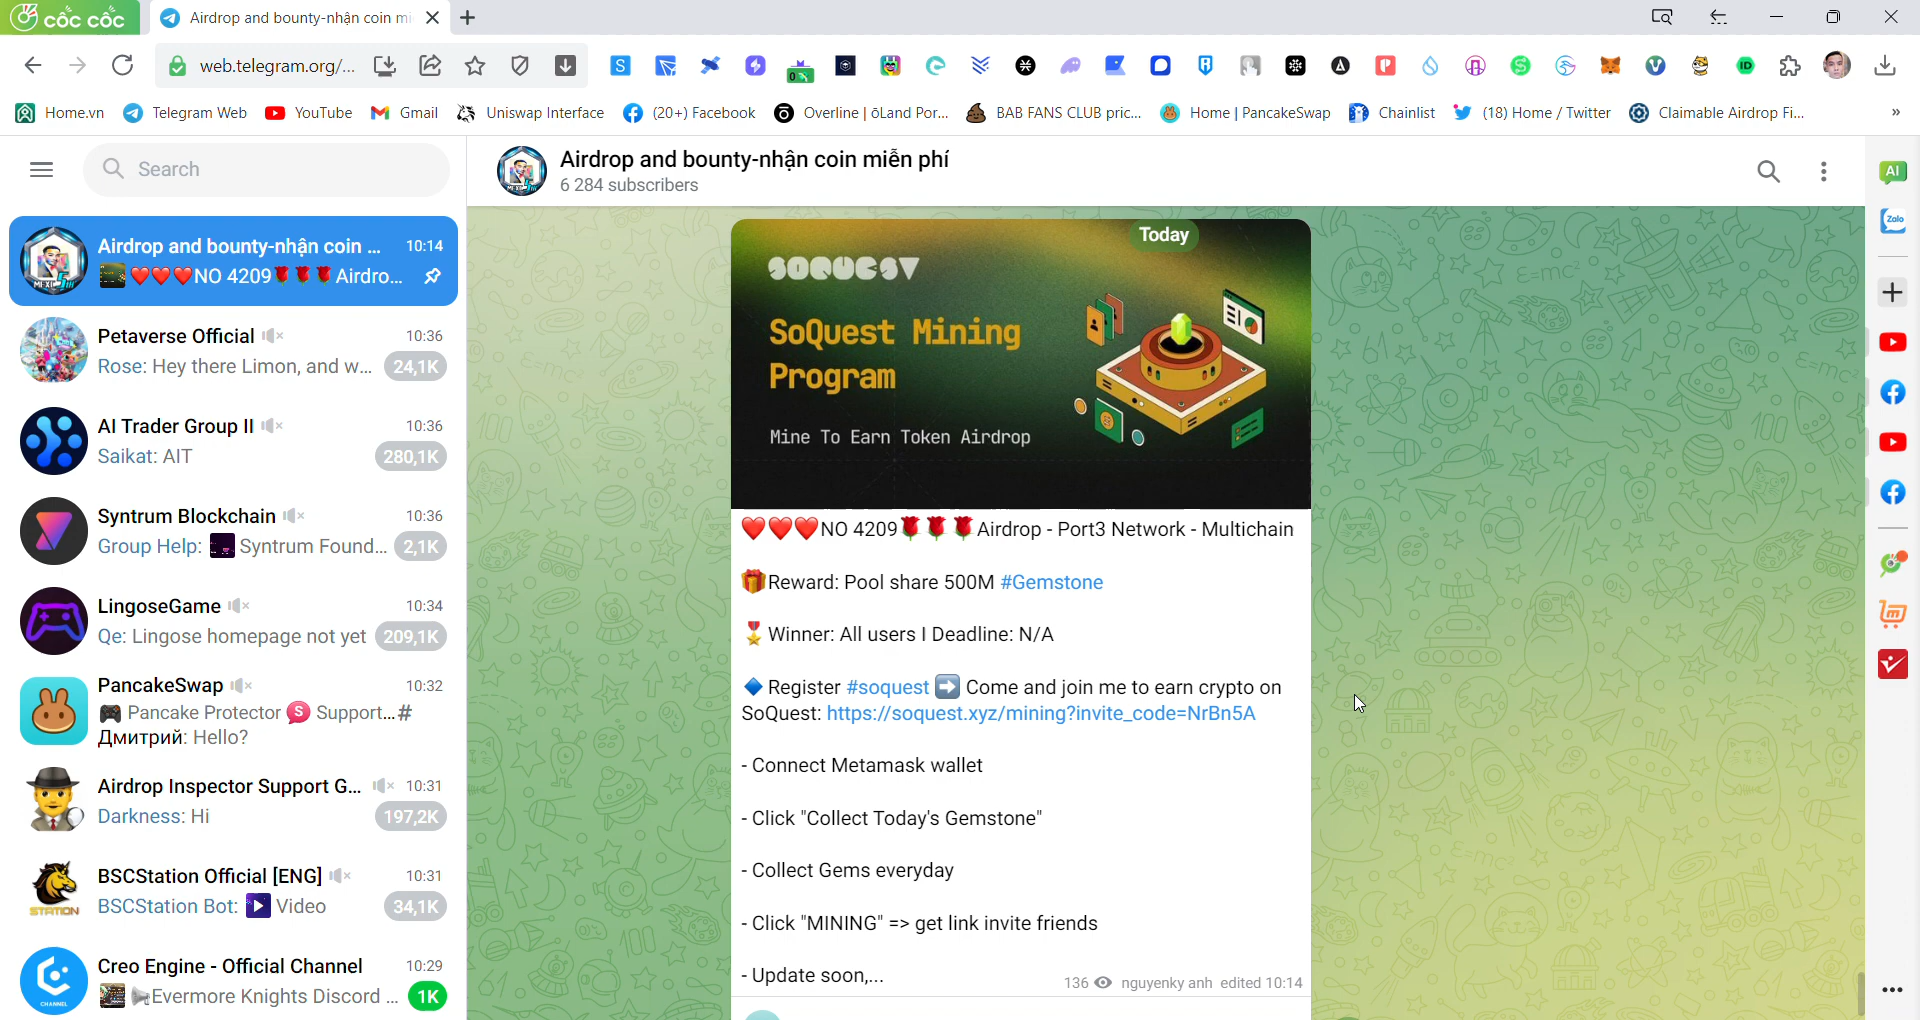 cốc cốc
Airdrop and bounty-nhận coin mi
web.telegram.org/...
Home.vn
Telegram Web
YouTube
Gmail
Uniswap Interface
(20+) Facebook
Overline | ōLand Por...
BAB FANS CLUB pric...
Home | PancakeSwap
Chainlist
(18) Home / Twitter
Claimable Airdrop Fi...
»
Search
Airdrop and bounty-nhận coin miễn phí
6 284 subscribers
Airdrop and bounty-nhận coin ... 10:14
❤️❤️❤️NO 4209🌹🌹🌹Airdro...
Petaverse Official 10:36
Rose: Hey there Limon, and w... 24,1K
AI Trader Group II 10:36
Saikat: AIT 280,1K
Syntrum Blockchain 10:36
Group Help: Syntrum Found... 2,1K
LingoseGame 10:34
Qe: Lingose homepage not yet 209,1K
PancakeSwap 10:32
🎮 Pancake Protector S Support...#
Дмитрий: Hello?
Airdrop Inspector Support G... 10:31
Darkness: Hi 197,2K
BSCStation Official [ENG] 10:31
BSCStation Bot: Video 34,1K
STATION
Creo Engine - Official Channel 10:29
Evermore Knights Discord ... 1K
CHANNEL
Today
SOQUEST
SoQuest Mining
Program
Mine To Earn Token Airdrop
❤️❤️❤️NO 4209🌹🌹🌹Airdrop - Port3 Network - Multichain
🎁Reward: Pool share 500M #Gemstone
🎖 Winner: All users I Deadline: N/A
🔷 Register #soquest ➡️ Come and join me to earn crypto on
SoQuest: https://soquest.xyz/mining?invite_code=NrBn5A
- Connect Metamask wallet
- Click "Collect Today's Gemstone"
- Collect Gems everyday
- Click "MINING" => get link invite friends
- Update soon,...
136 nguyenky anh edited 10:14
AI
Zalo